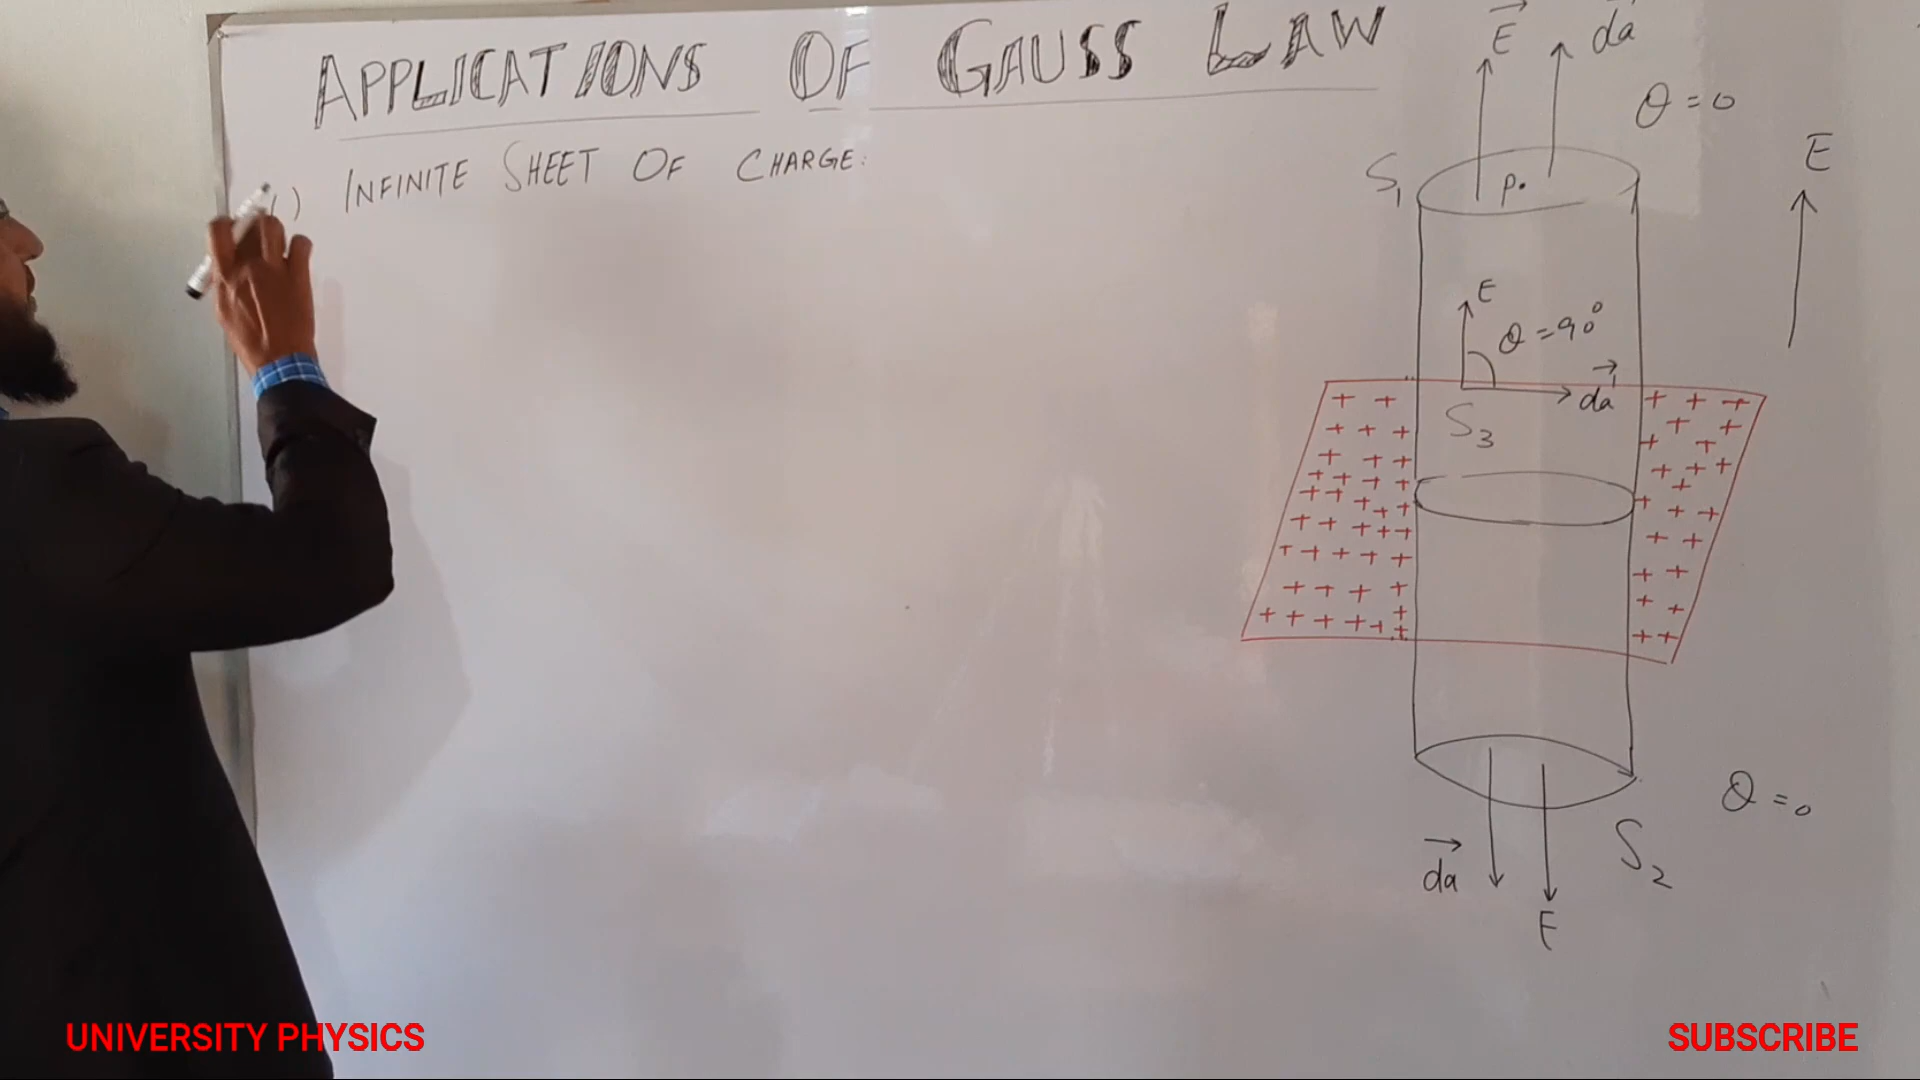 APPLICATIONS OF GAUSS LAW
1) INFINITE SHEET OF CHARGE:
E da
θ = 0
E
S1
P.
E
θ = 90°
da
S3
θ = 0
S2
da
E
UNIVERSITY PHYSICS
SUBSCRIBE